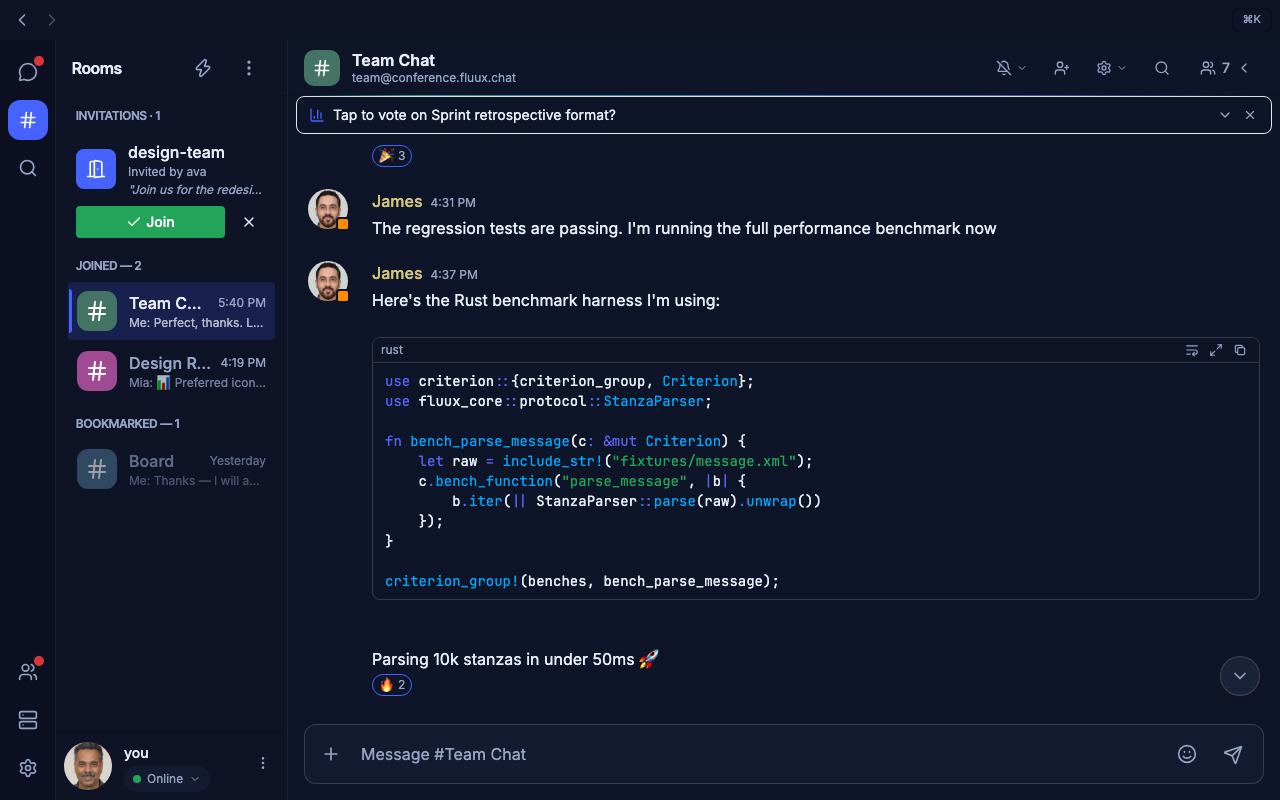 ⌘K
Rooms
INVITATIONS · 1
design-team
Invited by ava
"Join us for the redesi...
Join
JOINED — 2
Team C... 5:40 PM
Me: Perfect, thanks. L...
Design R... 4:19 PM
Mia: 📊 Preferred icon...
BOOKMARKED — 1
Board Yesterday
Me: Thanks — I will a...
you
Online
Team Chat
team@conference.fluux.chat
7
Tap to vote on Sprint retrospective format?
🎉 3
James 4:31 PM
The regression tests are passing. I'm running the full performance benchmark now
James 4:37 PM
Here's the Rust benchmark harness I'm using:
rust
use criterion::{criterion_group, Criterion};
use fluux_core::protocol::StanzaParser;
fn bench_parse_message(c: &mut Criterion) {
    let raw = include_str!("fixtures/message.xml");
    c.bench_function("parse_message", |b| {
        b.iter(|| StanzaParser::parse(raw).unwrap())
    });
}
criterion_group!(benches, bench_parse_message);
Parsing 10k stanzas in under 50ms 🚀
🔥 2
Message #Team Chat